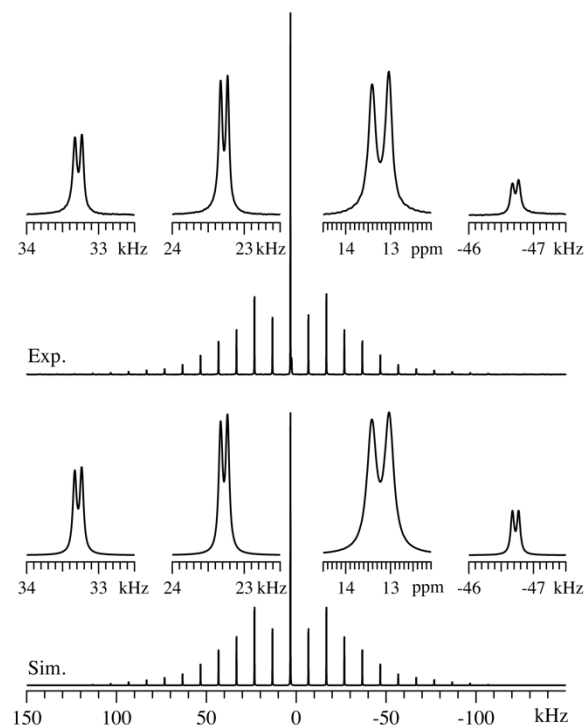 34 33 kHz 24 23 kHz 14 13 ppm -46 -47 kHz
Exp.
34 33 kHz 24 23 kHz 14 13 ppm -46 -47 kHz
Sim.
150 100 50 0 -50 -100 kHz